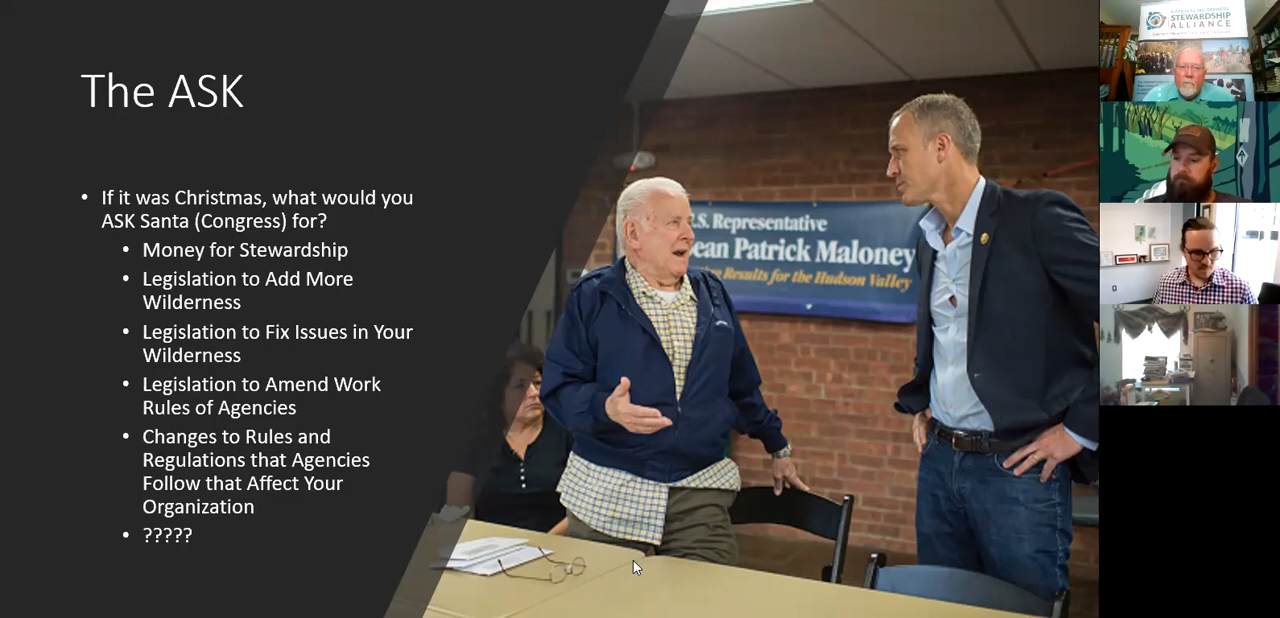 The ASK
• If it was Christmas, what would you
ASK Santa (Congress) for?
• Money for Stewardship
• Legislation to Add More
Wilderness
• Legislation to Fix Issues in Your
Wilderness
• Legislation to Amend Work
Rules of Agencies
• Changes to Rules and
Regulations that Agencies
Follow that Affect Your
Organization
• ?????
.S. Representative
ean Patrick Maloney
Results for the Hudson Valley
STEWARDSHIP
ALLIANCE